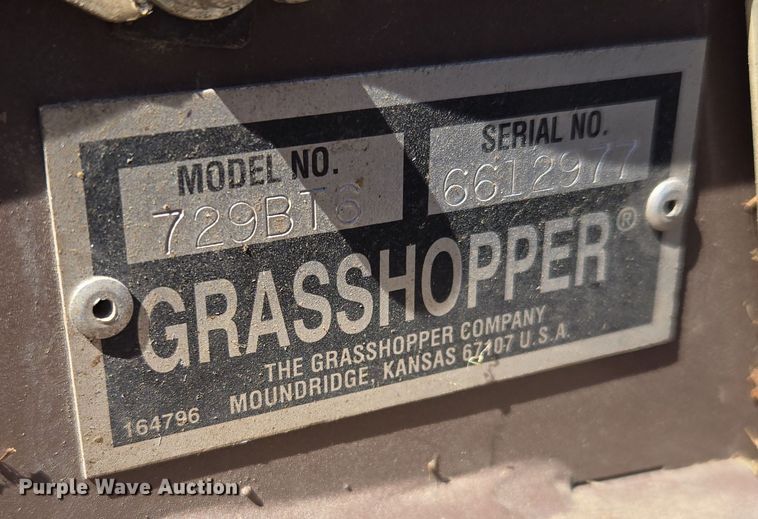 MODEL NO.
729BT6
SERIAL NO.
6612977
GRASSHOPPER®
THE GRASSHOPPER COMPANY
MOUNDRIDGE, KANSAS 67107 U.S.A.
164796
Purple Wave Auction